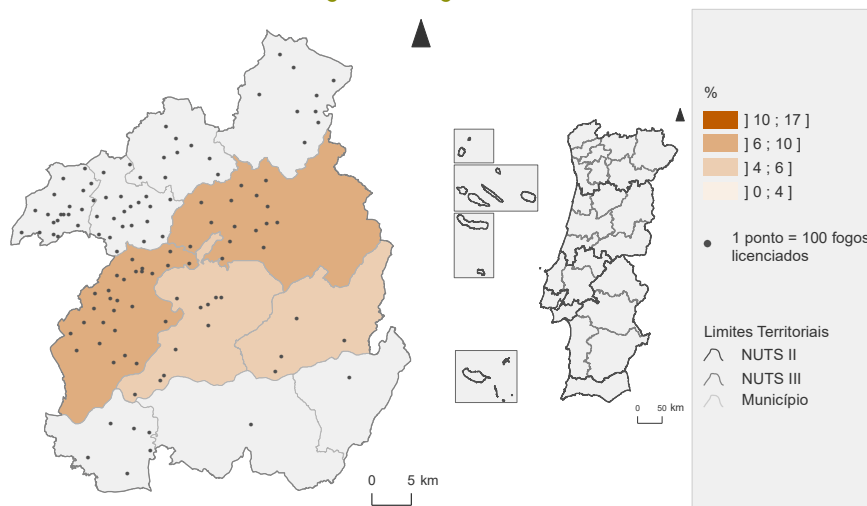 %
] 10 ; 17 ]
] 6 ; 10 ]
] 4 ; 6 ]
] 0 ; 4 ]
1 ponto = 100 fogos
licenciados
Limites Territoriais
NUTS II
NUTS III
Município
0 50 km
0 5 km